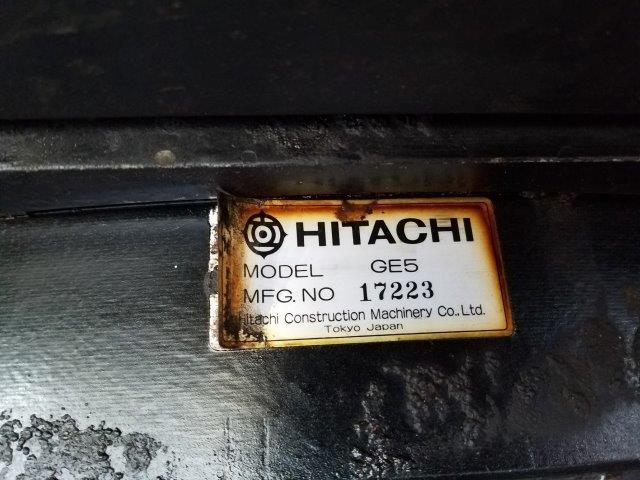 HITACHI
MODEL GE5
MFG. NO 17223
Hitachi Construction Machinery Co., Ltd.
Tokyo Japan